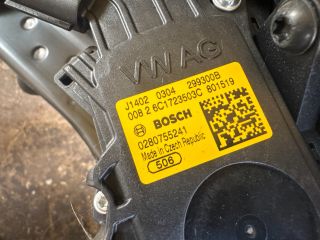 VWAG
J1402 0304 299300B
008 2 6C1723503C 801519
BOSCH
0280755241
Made in Czech Republic
506